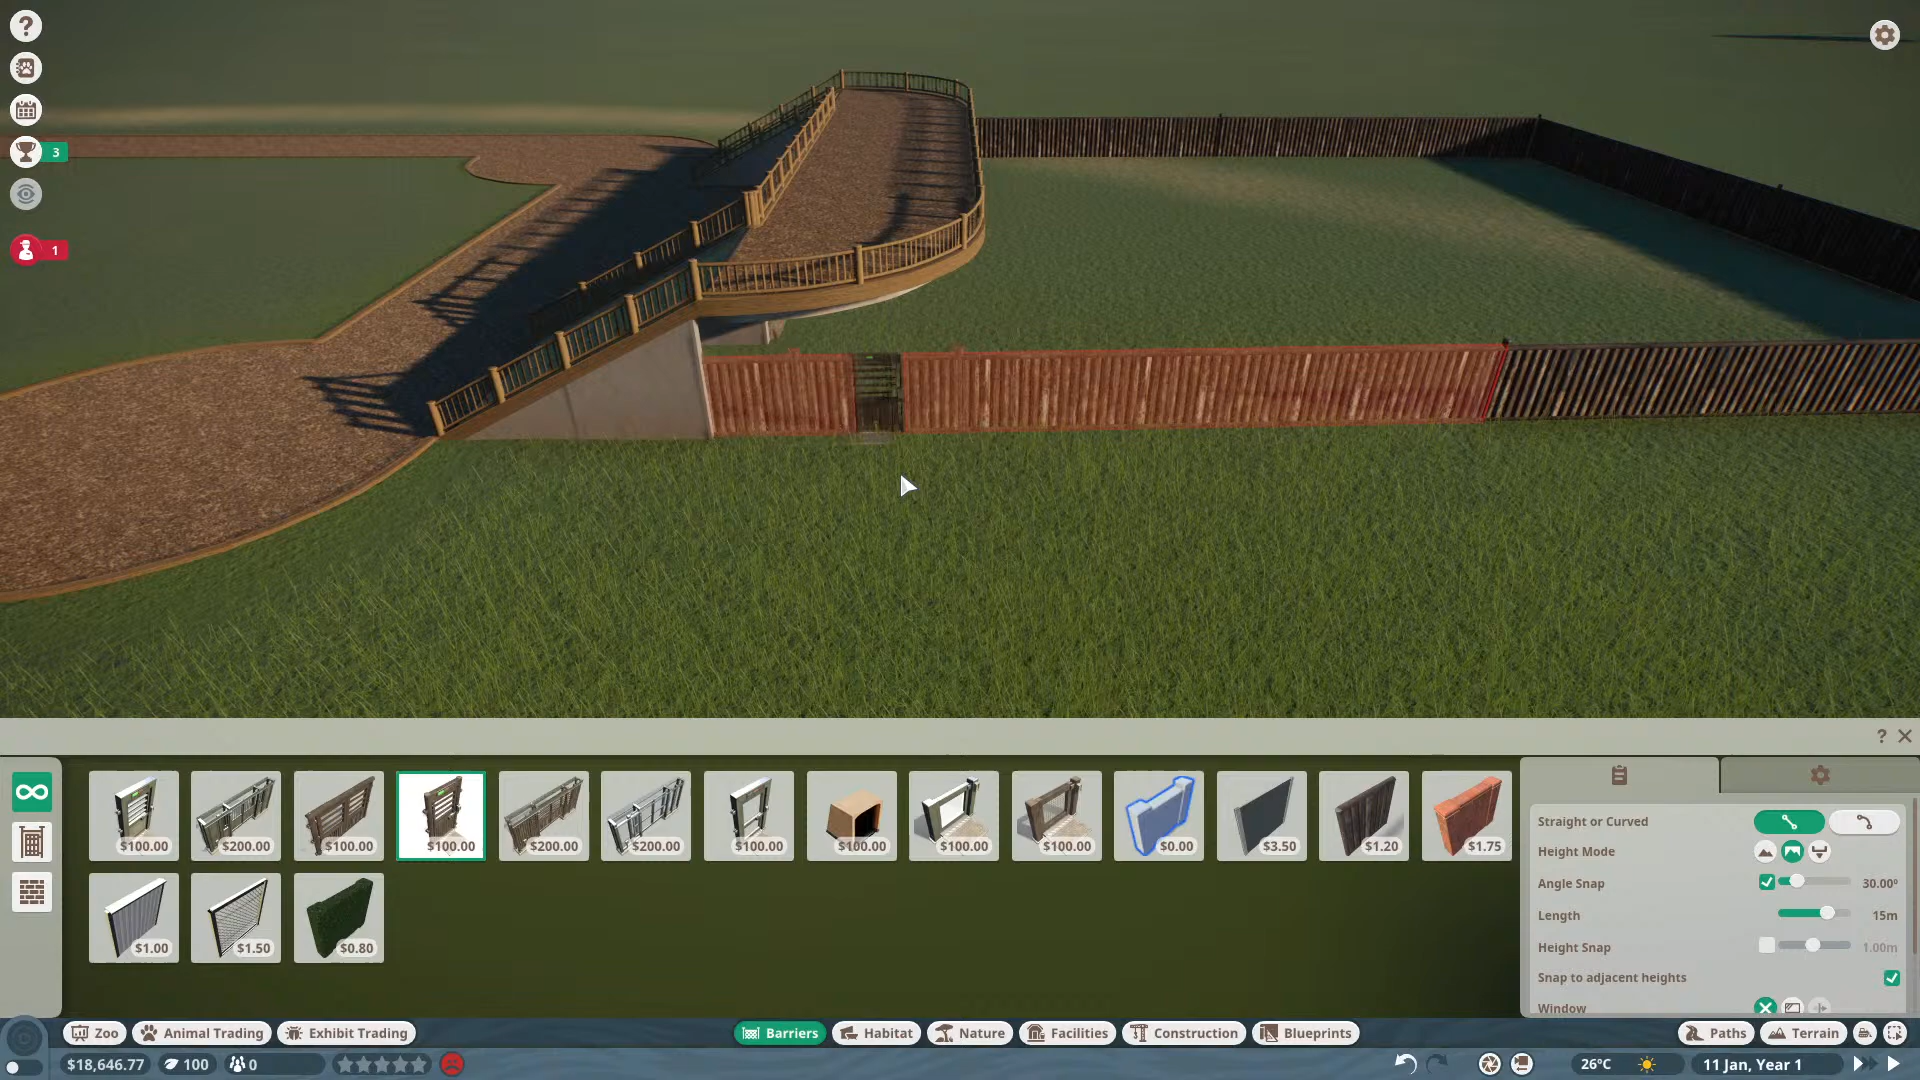 ?
3
1
? 
$100.00 $200.00 $100.00 $100.00 $200.00 $200.00 $100.00 $100.00 $100.00 $100.00 $0.00 $3.50 $1.20 $1.75
$1.00 $1.50 $0.80
Straight or Curved
Height Mode
Angle Snap 30.00º
Length 15m
Height Snap 1.00m
Snap to adjacent heights
Window
Zoo Animal Trading Exhibit Trading Barriers Habitat Nature Facilities Construction Blueprints Paths Terrain
$18,646.77 100 0 26ºC 11 Jan, Year 1